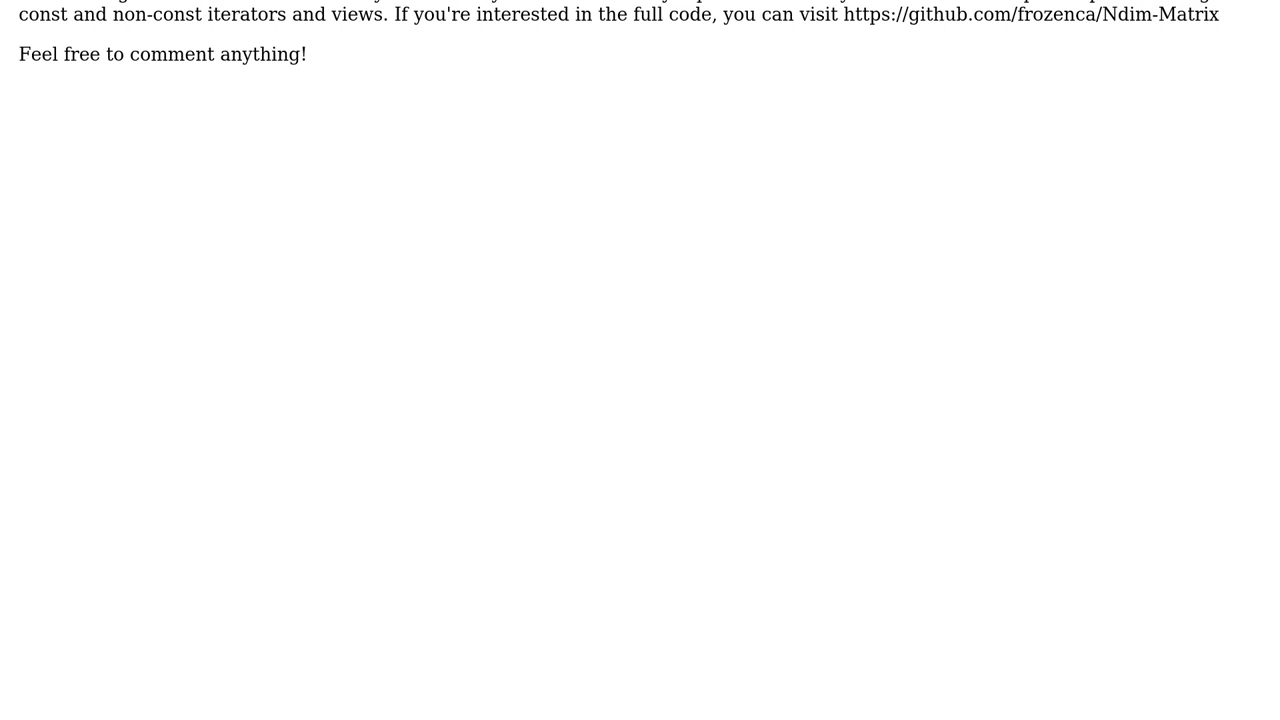 const and non-const iterators and views. If you're interested in the full code, you can visit https://github.com/frozenca/Ndim-Matrix
Feel free to comment anything!